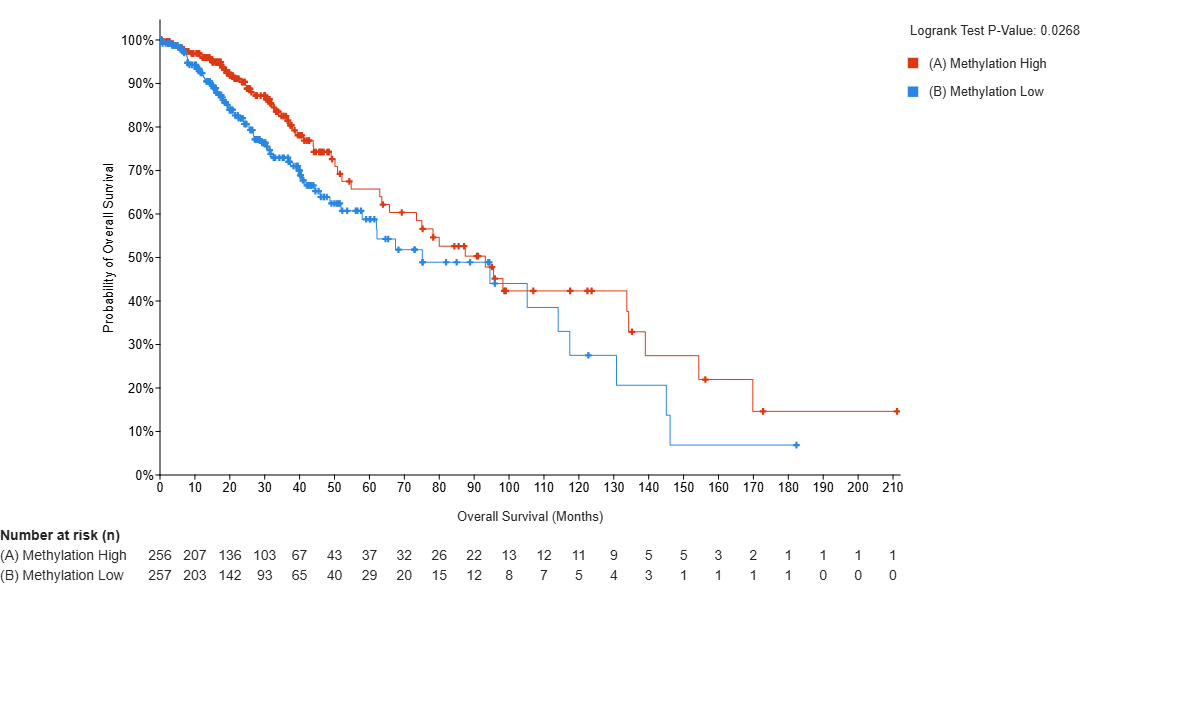 Logrank Test P-Value: 0.0268
(A) Methylation High
(B) Methylation Low
Probability of Overall Survival
100%
90%
80%
70%
60%
50%
40%
30%
20%
10%
0%
0 10 20 30 40 50 60 70 80 90 100 110 120 130 140 150 160 170 180 190 200 210
Overall Survival (Months)
Number at risk (n)
(A) Methylation High 256 207 136 103 67 43 37 32 26 22 13 12 11 9 5 5 3 2 1 1 1 1
(B) Methylation Low 257 203 142 93 65 40 29 20 15 12 8 7 5 4 3 1 1 1 1 0 0 0